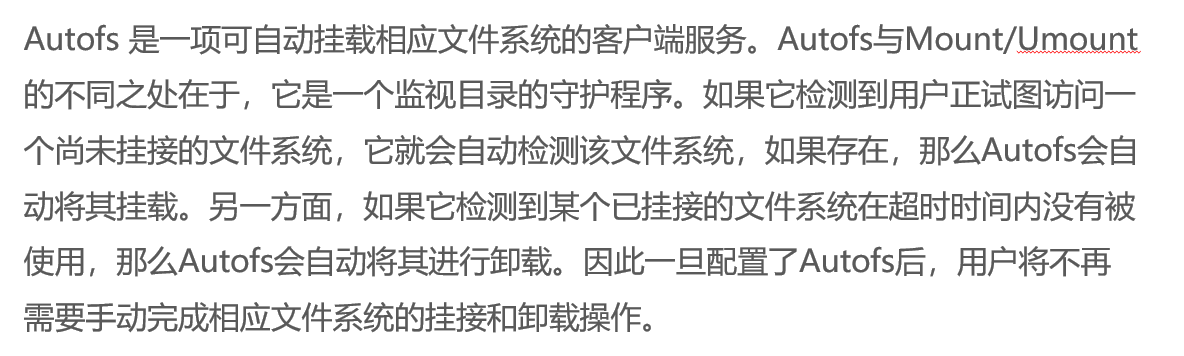 Autofs 是一项可自动挂载相应文件系统的客户端服务。Autofs与Mount/Umount
的不同之处在于，它是一个监视目录的守护程序。如果它检测到用户正试图访问一
个尚未挂接的文件系统，它就会自动检测该文件系统，如果存在，那么Autofs会自
动将其挂载。另一方面，如果它检测到某个已挂接的文件系统在超时时间内没有被
使用，那么Autofs会自动将其进行卸载。因此一旦配置了Autofs后，用户将不再
需要手动完成相应文件系统的挂接和卸载操作。